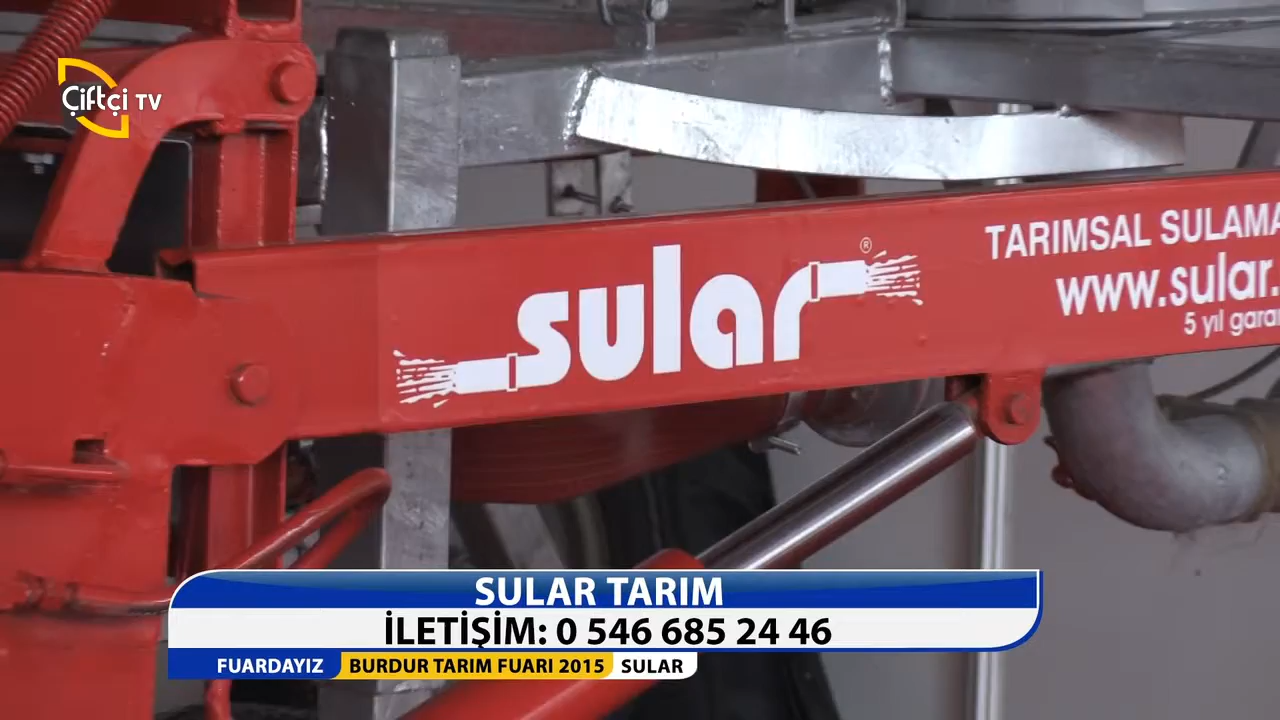 Çiftçi TV
sular ®
TARIMSAL SULAMA
www.sular.
5 yıl
SULAR TARIM
İLETİŞİM: 0 546 685 24 46
FUARDAYIZ BURDUR TARIM FUARI 2015 SULAR